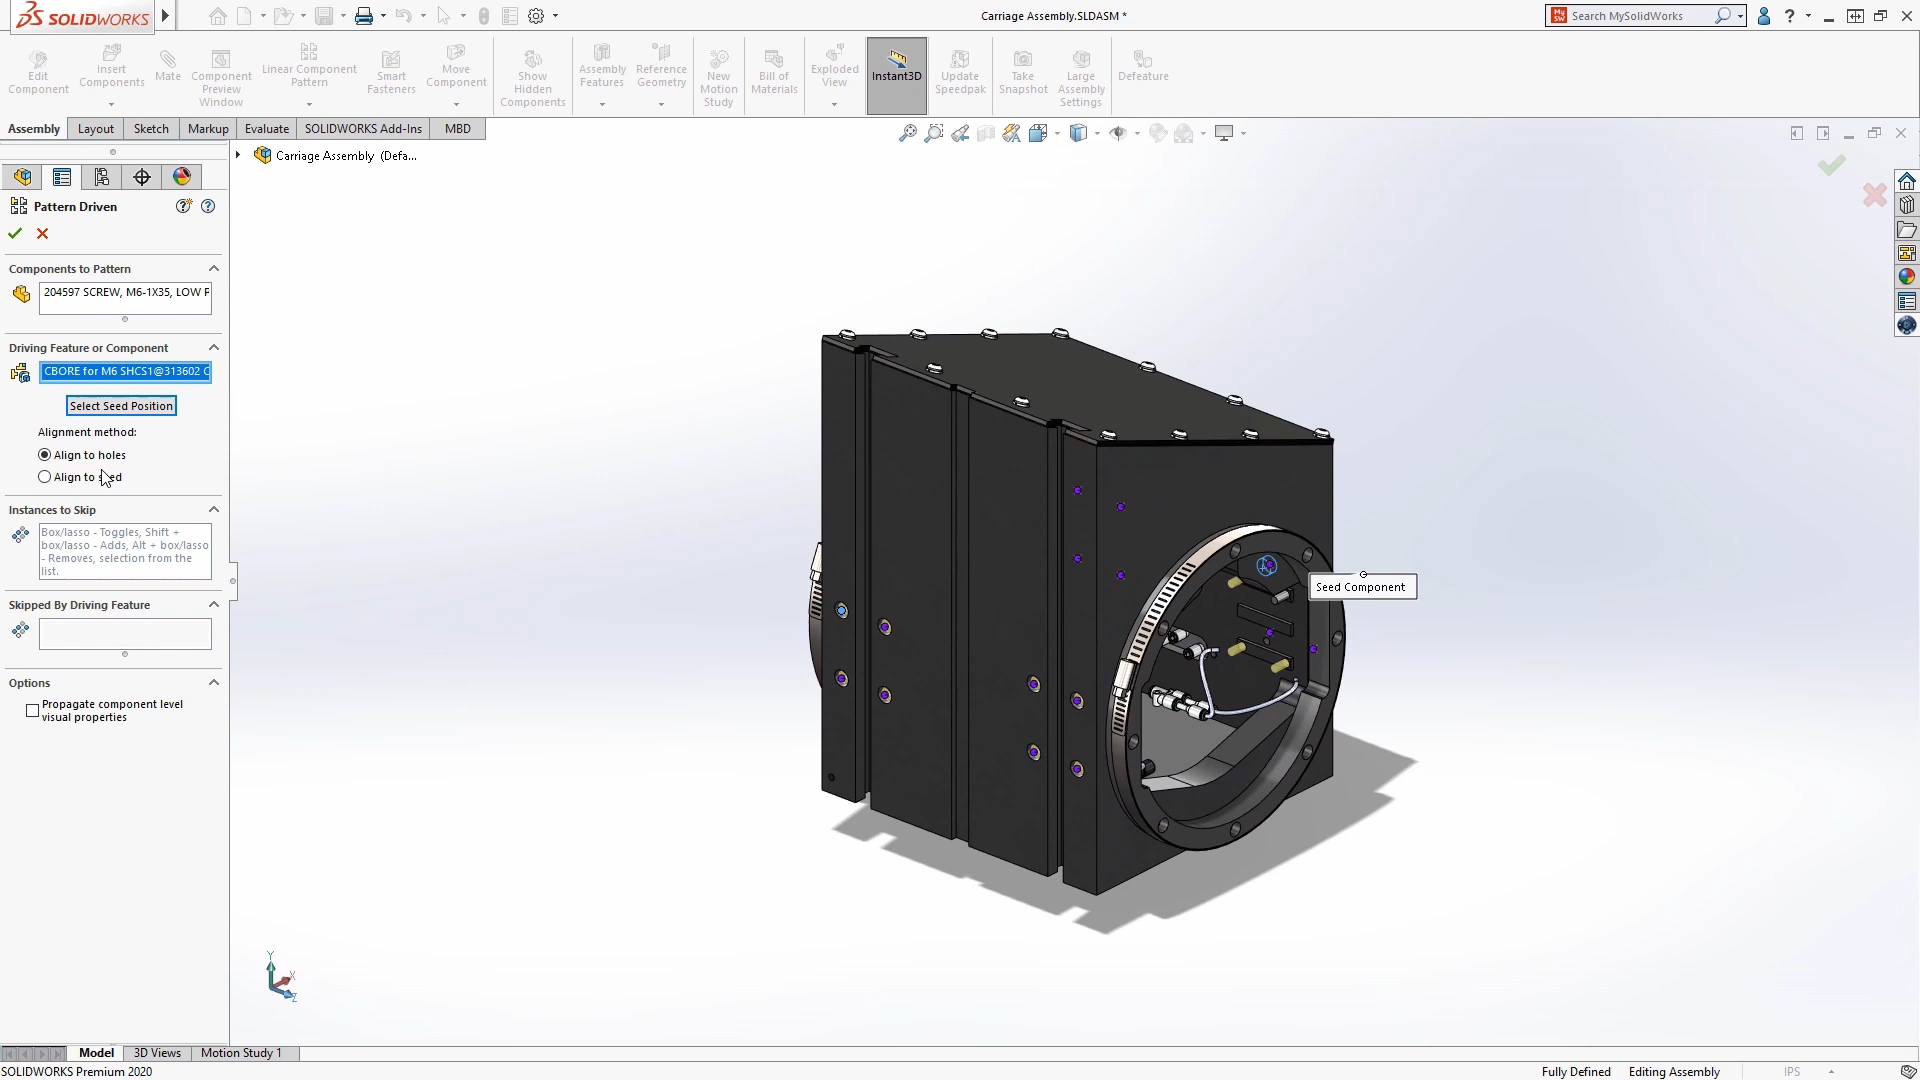 SOLIDWORKS
Carriage Assembly.SLDASM *
Search MySolidWorks
Edit Component
Insert Components
Mate
Component Preview Window
Linear Component Pattern
Smart Fasteners
Move Component
Show Hidden Components
Assembly Features
Reference Geometry
New Motion Study
Bill of Materials
Exploded View
Instant3D
Update Speedpak
Take Snapshot
Large Assembly Settings
Defeature
Assembly
Layout
Sketch
Markup
Evaluate
SOLIDWORKS Add-Ins
MBD
Carriage Assembly (Defa...
Pattern Driven
Components to Pattern
204597 SCREW, M6-1X35, LOW
Driving Feature or Component
CBORE for M6 SHCS1@313602
Select Seed Position
Alignment method:
Align to holes
Align to
Instances to Skip
Box/lasso - Toggles, Shift +
box/lasso - Adds, Alt + box/lasso
- Removes, selection from the
list.
Skipped By Driving Feature
Options
Propagate component level
visual properties
Seed Component
Y
X
Z
Model
3D Views
Motion Study 1
SOLIDWORKS Premium 2020
Fully Defined
Editing Assembly
IPS